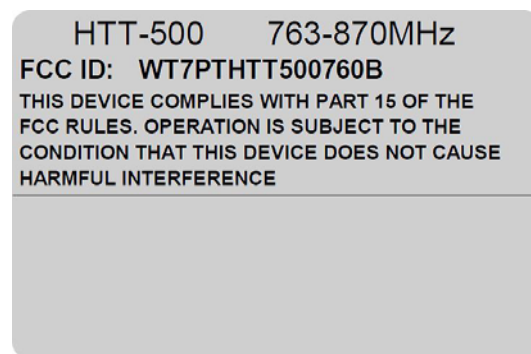 HTT-500 763-870MHz
FCC ID: WT7PTHTT500760B
THIS DEVICE COMPLIES WITH PART 15 OF THE
FCC RULES. OPERATION IS SUBJECT TO THE
CONDITION THAT THIS DEVICE DOES NOT CAUSE
HARMFUL INTERFERENCE